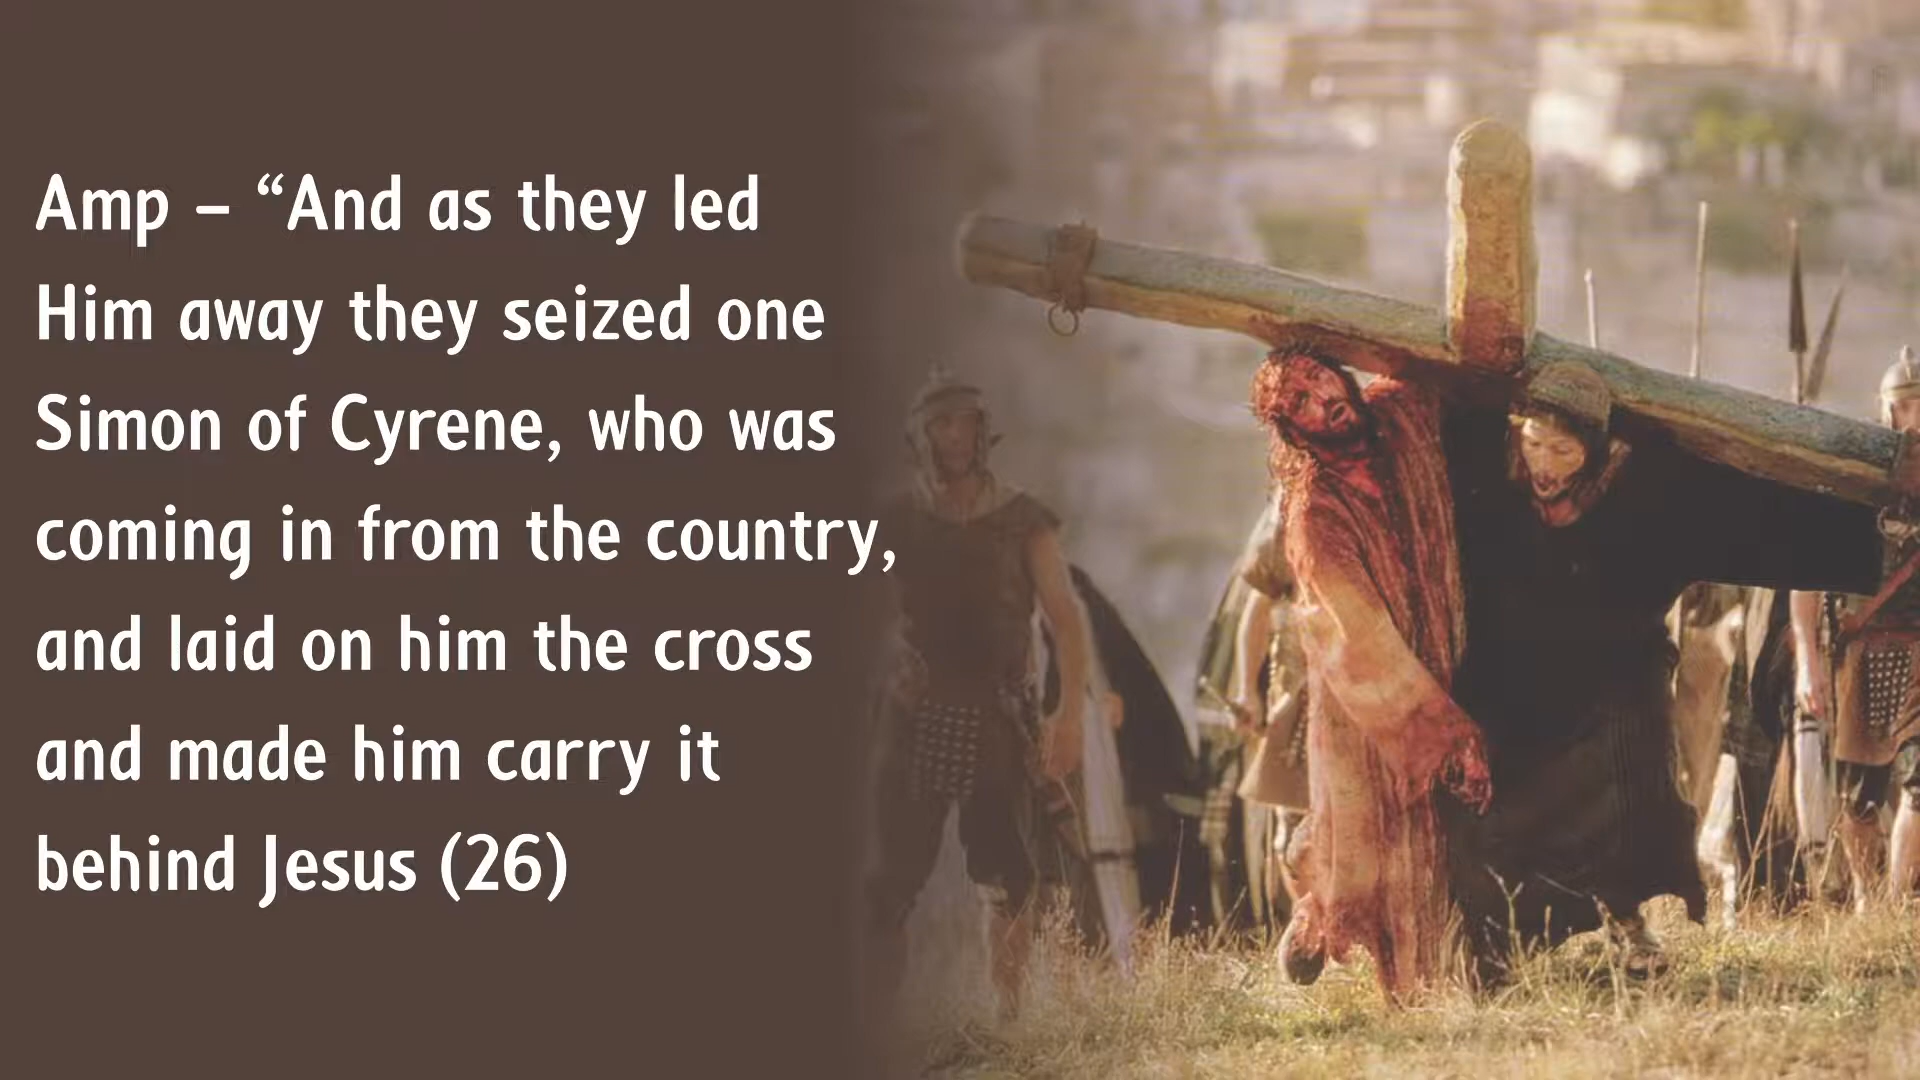 Amp – “And as they led
Him away they seized one
Simon of Cyrene, who was
coming in from the country,
and laid on him the cross
and made him carry it
behind Jesus (26)